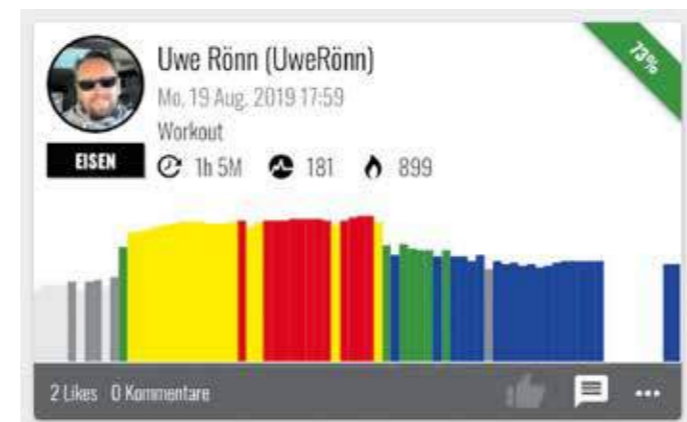 Uwe Rönn (UweRönn)
73%
Mo, 19 Aug. 2019 17:59
Workout
EISEN
1h 5M 181 899
2 Likes 0 Kommentare